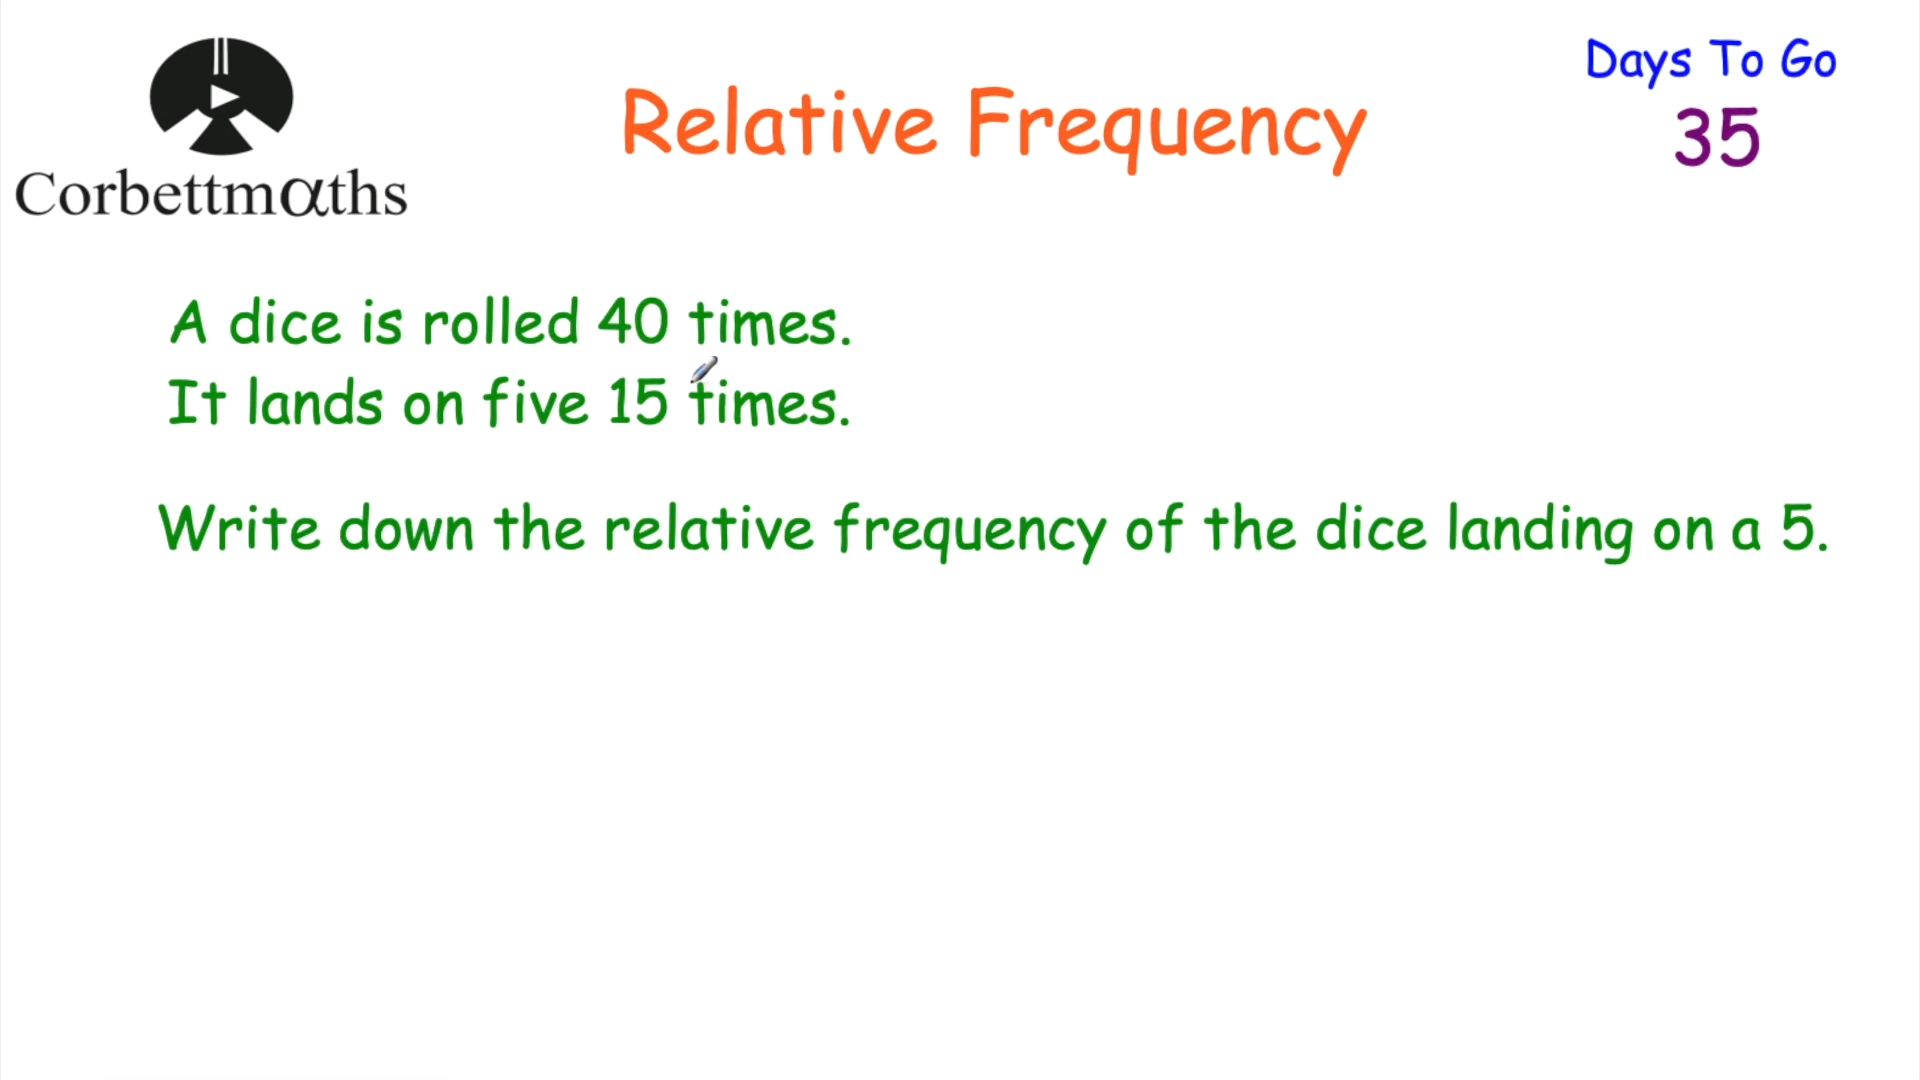 Corbettmαths
Relative Frequency
Days To Go
35
A dice is rolled 40 times.
It lands on five 15 times.
Write down the relative frequency of the dice landing on a 5.